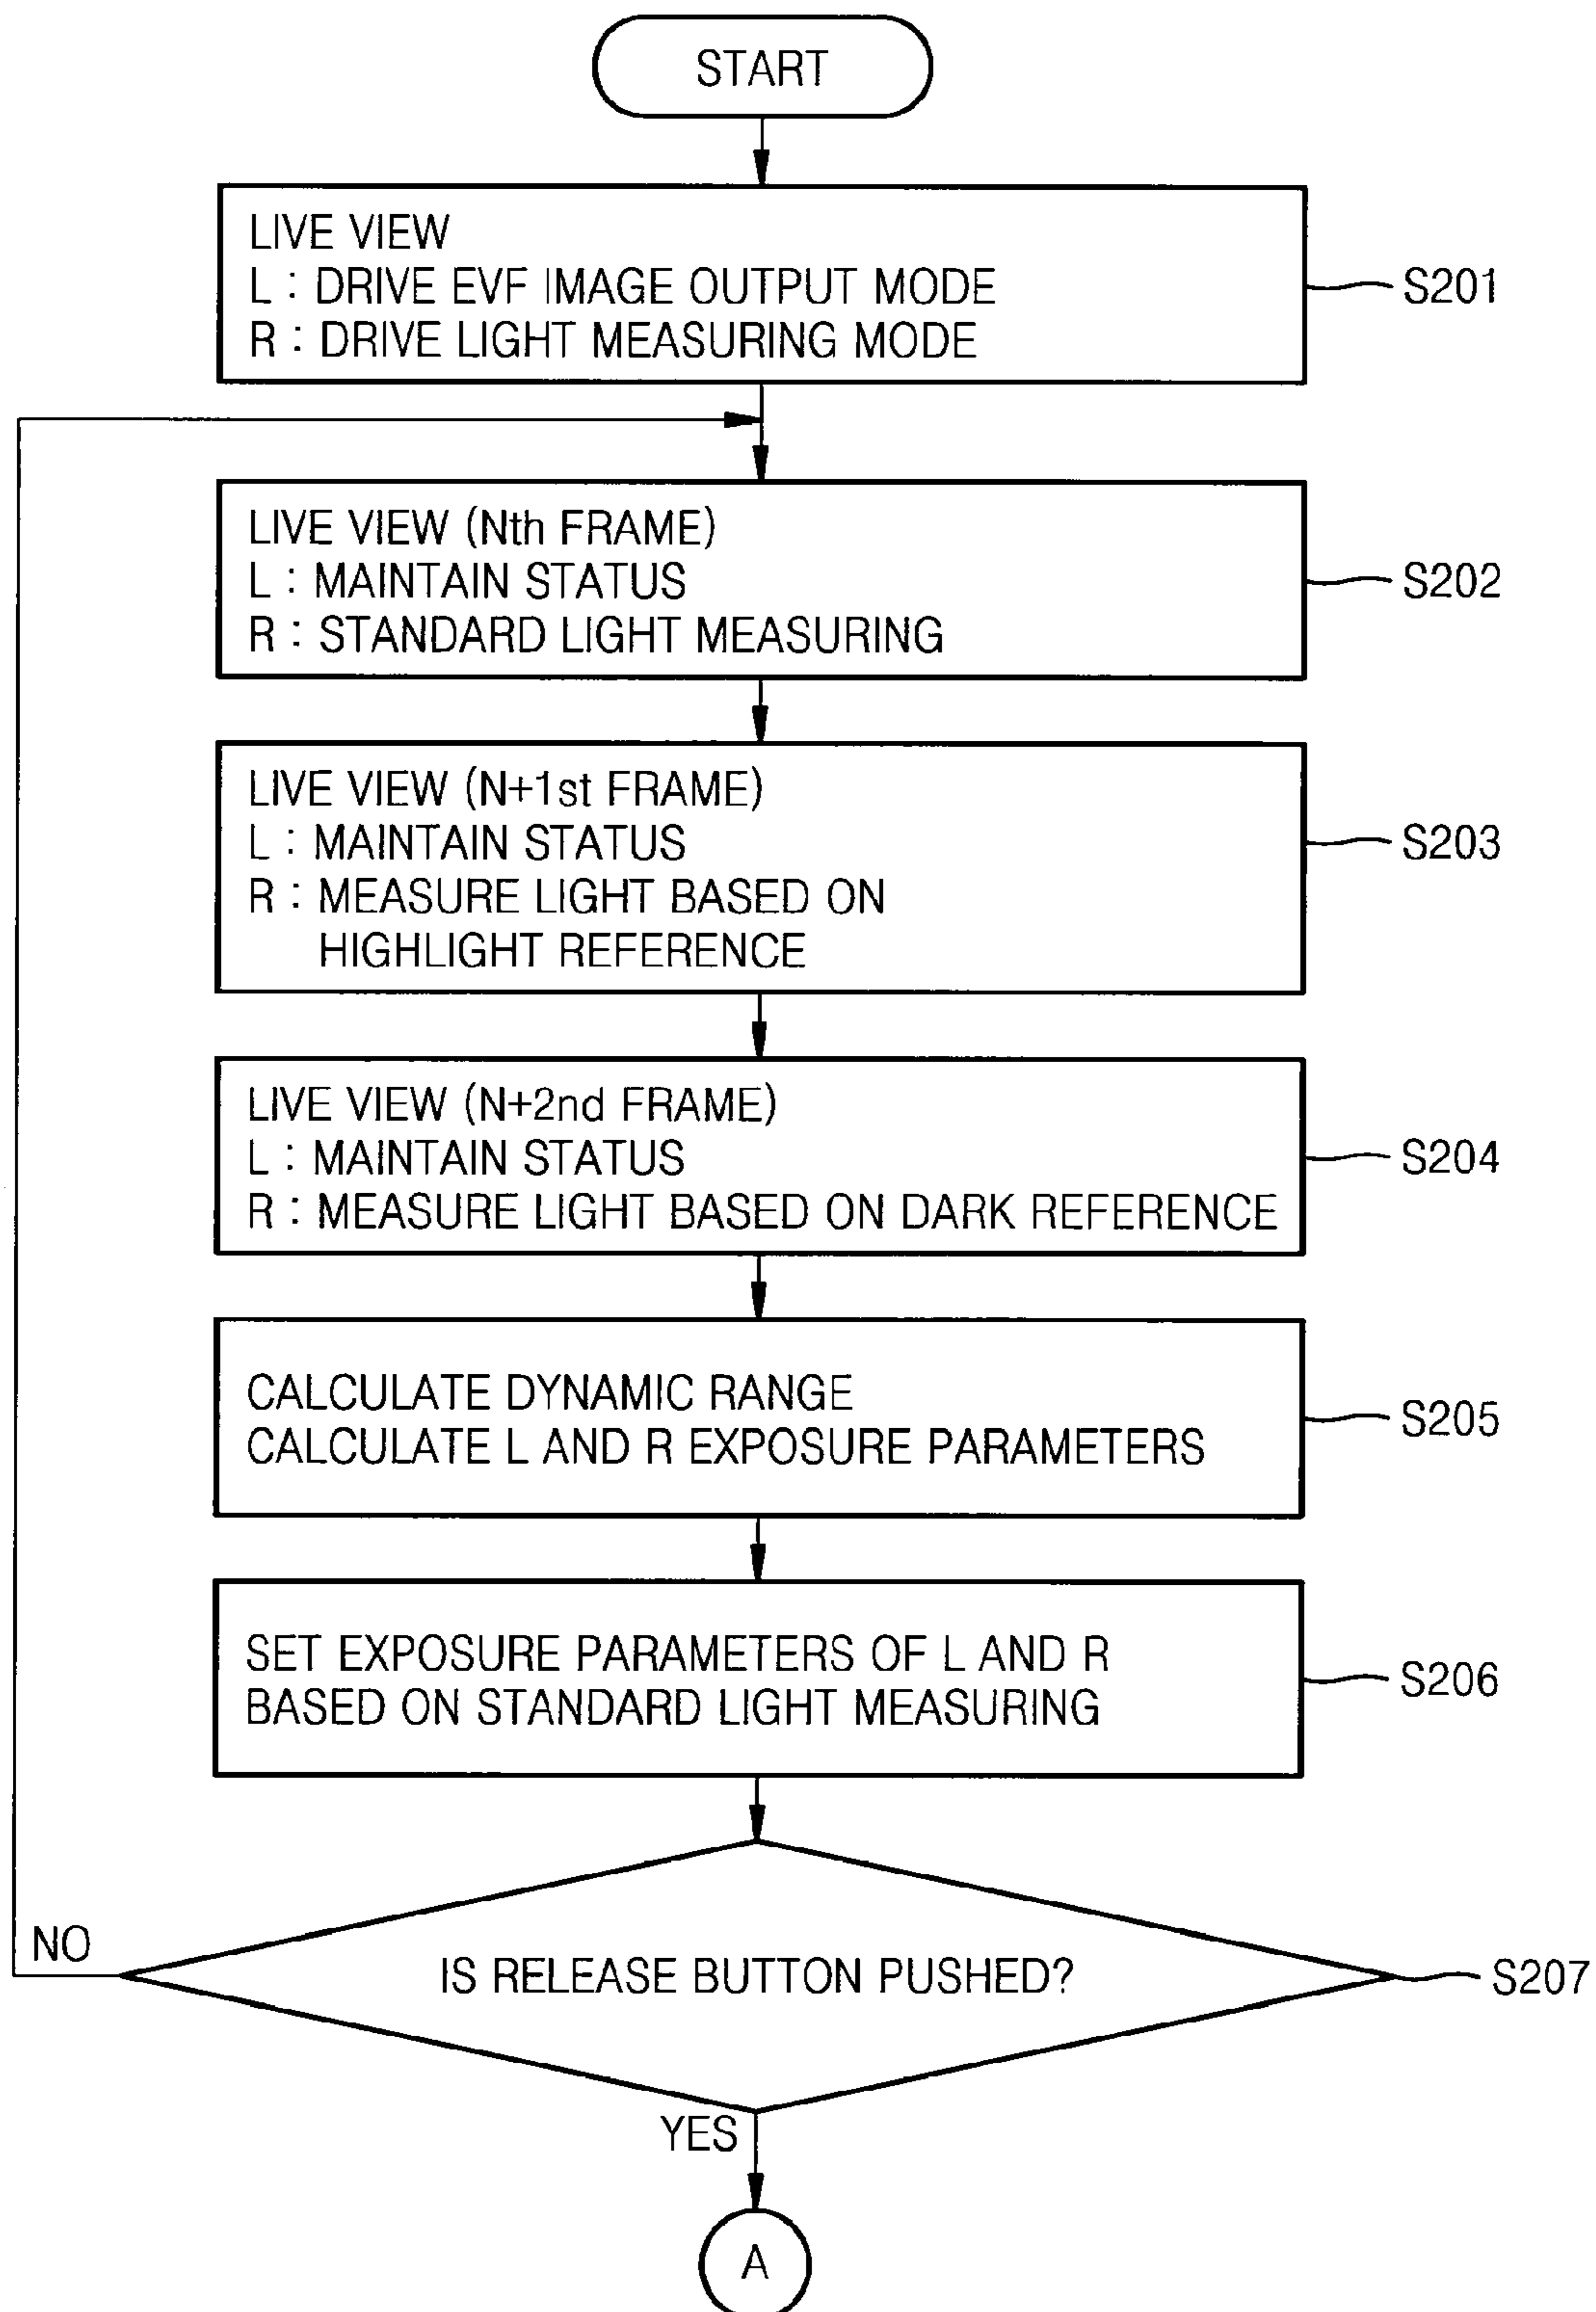 START
LIVE VIEW
L : DRIVE EVF IMAGE OUTPUT MODE
R : DRIVE LIGHT MEASURING MODE
S201
LIVE VIEW (Nth FRAME)
L : MAINTAIN STATUS
R : STANDARD LIGHT MEASURING
S202
LIVE VIEW (N+1st FRAME)
L : MAINTAIN STATUS
R : MEASURE LIGHT BASED ON
HIGHLIGHT REFERENCE
S203
LIVE VIEW (N+2nd FRAME)
L : MAINTAIN STATUS
R : MEASURE LIGHT BASED ON DARK REFERENCE
S204
CALCULATE DYNAMIC RANGE
CALCULATE L AND R EXPOSURE PARAMETERS
S205
SET EXPOSURE PARAMETERS OF L AND R
BASED ON STANDARD LIGHT MEASURING
S206
NO
IS RELEASE BUTTON PUSHED?
S207
YES
A